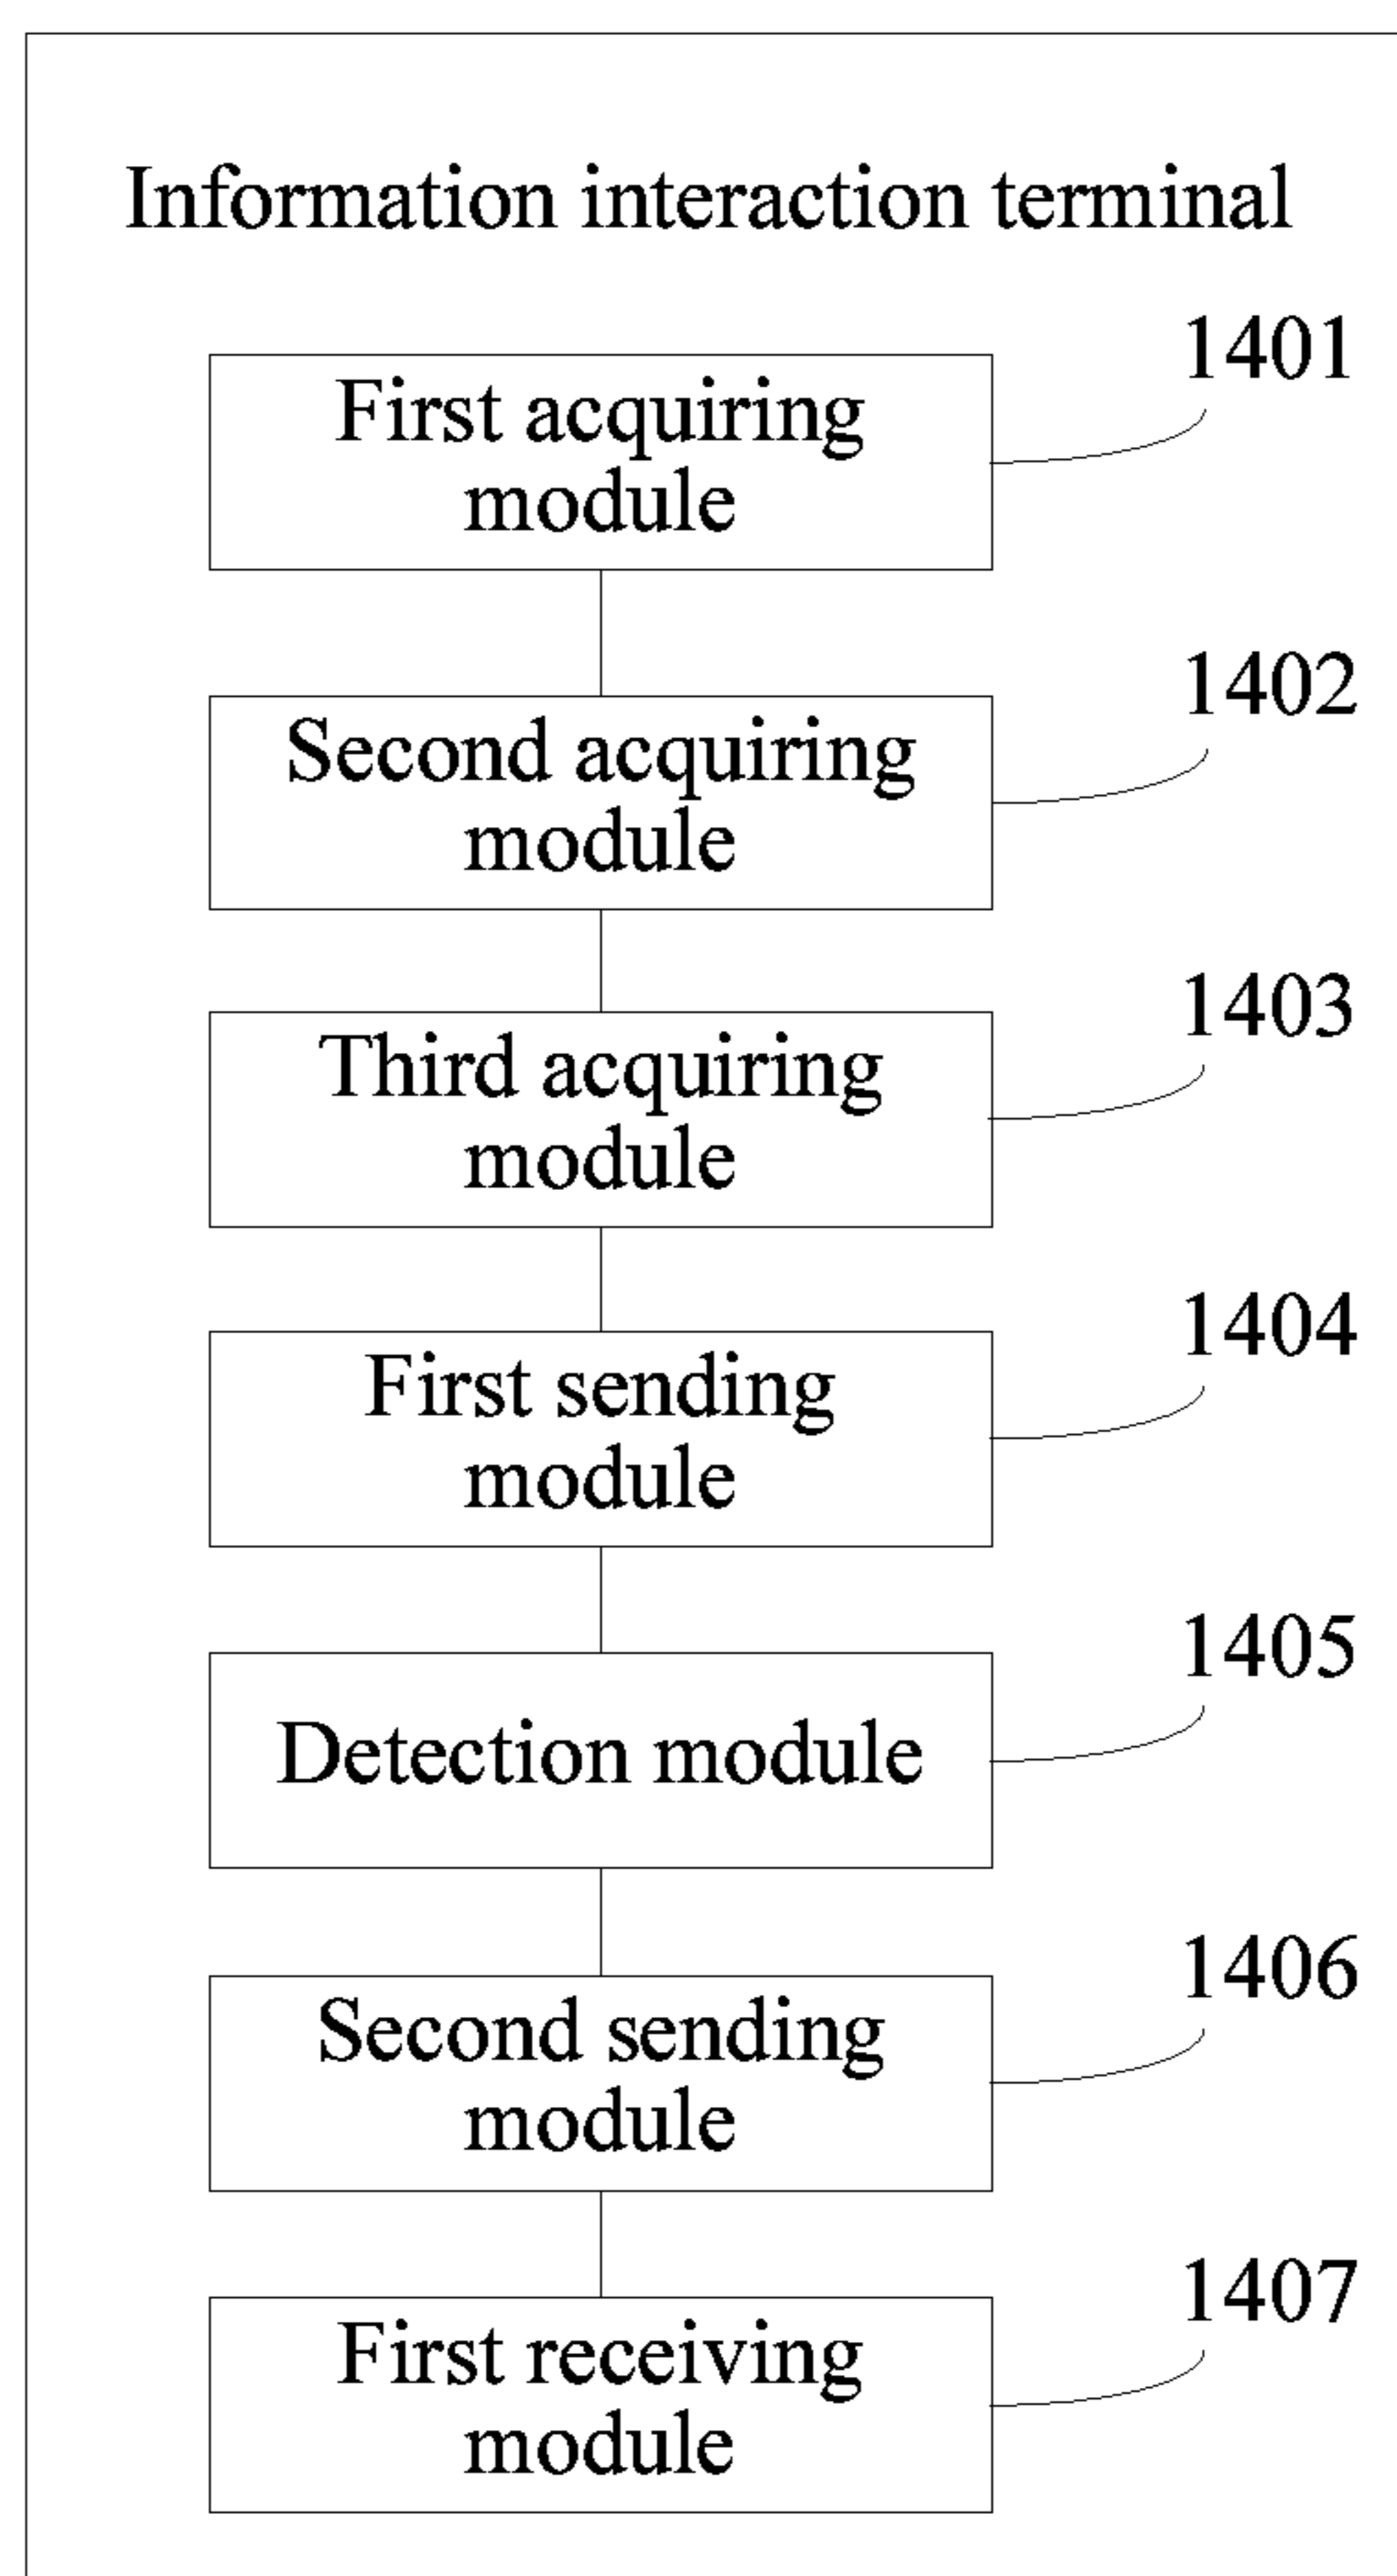 Information interaction terminal
1401
First acquiring
module
1402
Second acquiring
module
1403
Third acquiring
module
1404
First sending
module
1405
Detection module
1406
Second sending
module
1407
First receiving
module